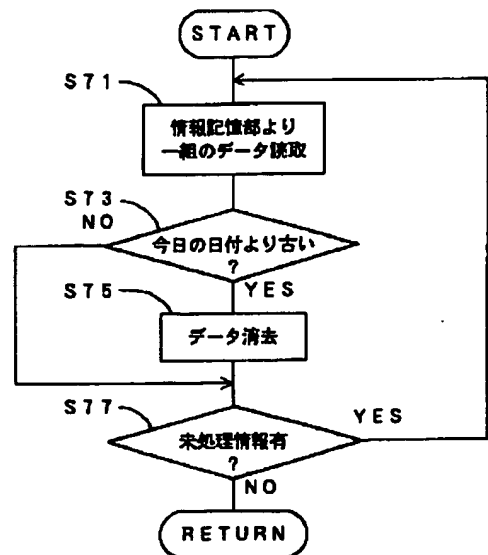 START
S71
情報記憶部より
一組のデータ読取
S73
NO
今日の日付より古い
?
YES
S75
データ消去
S77
YES
未処理情報有
?
NO
RETURN